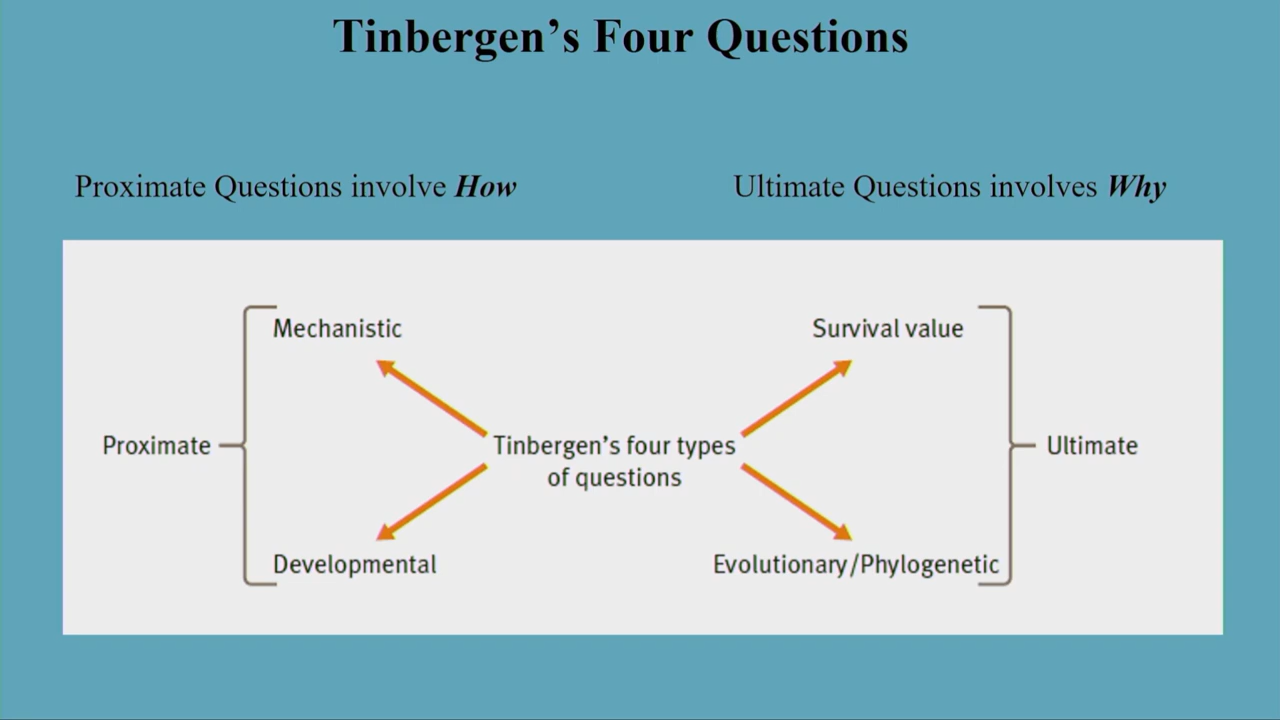 Tinbergen’s Four Questions
Proximate Questions involve How
Ultimate Questions involves Why
Mechanistic
Survival value
Proximate
Tinbergen’s four types
of questions
Ultimate
Developmental
Evolutionary/Phylogenetic